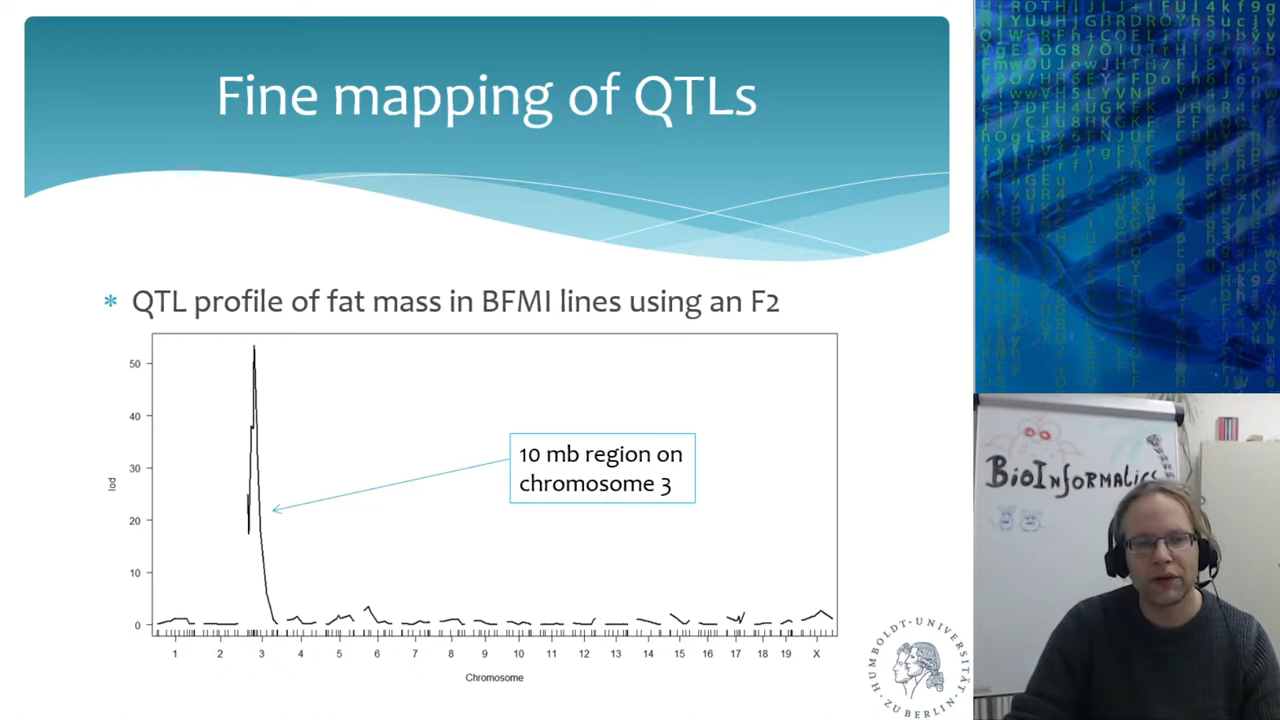 Fine mapping of QTLs
* QTL profile of fat mass in BFMI lines using an F2
50
40
30
20
10
0
lod
10 mb region on
chromosome 3
1 2 3 4 5 6 7 8 9 10 11 12 13 14 15 16 17 18 19 X
Chromosome
HUMBOLDT-UNIVERSITÄT
ZU BERLIN
BioInformatics